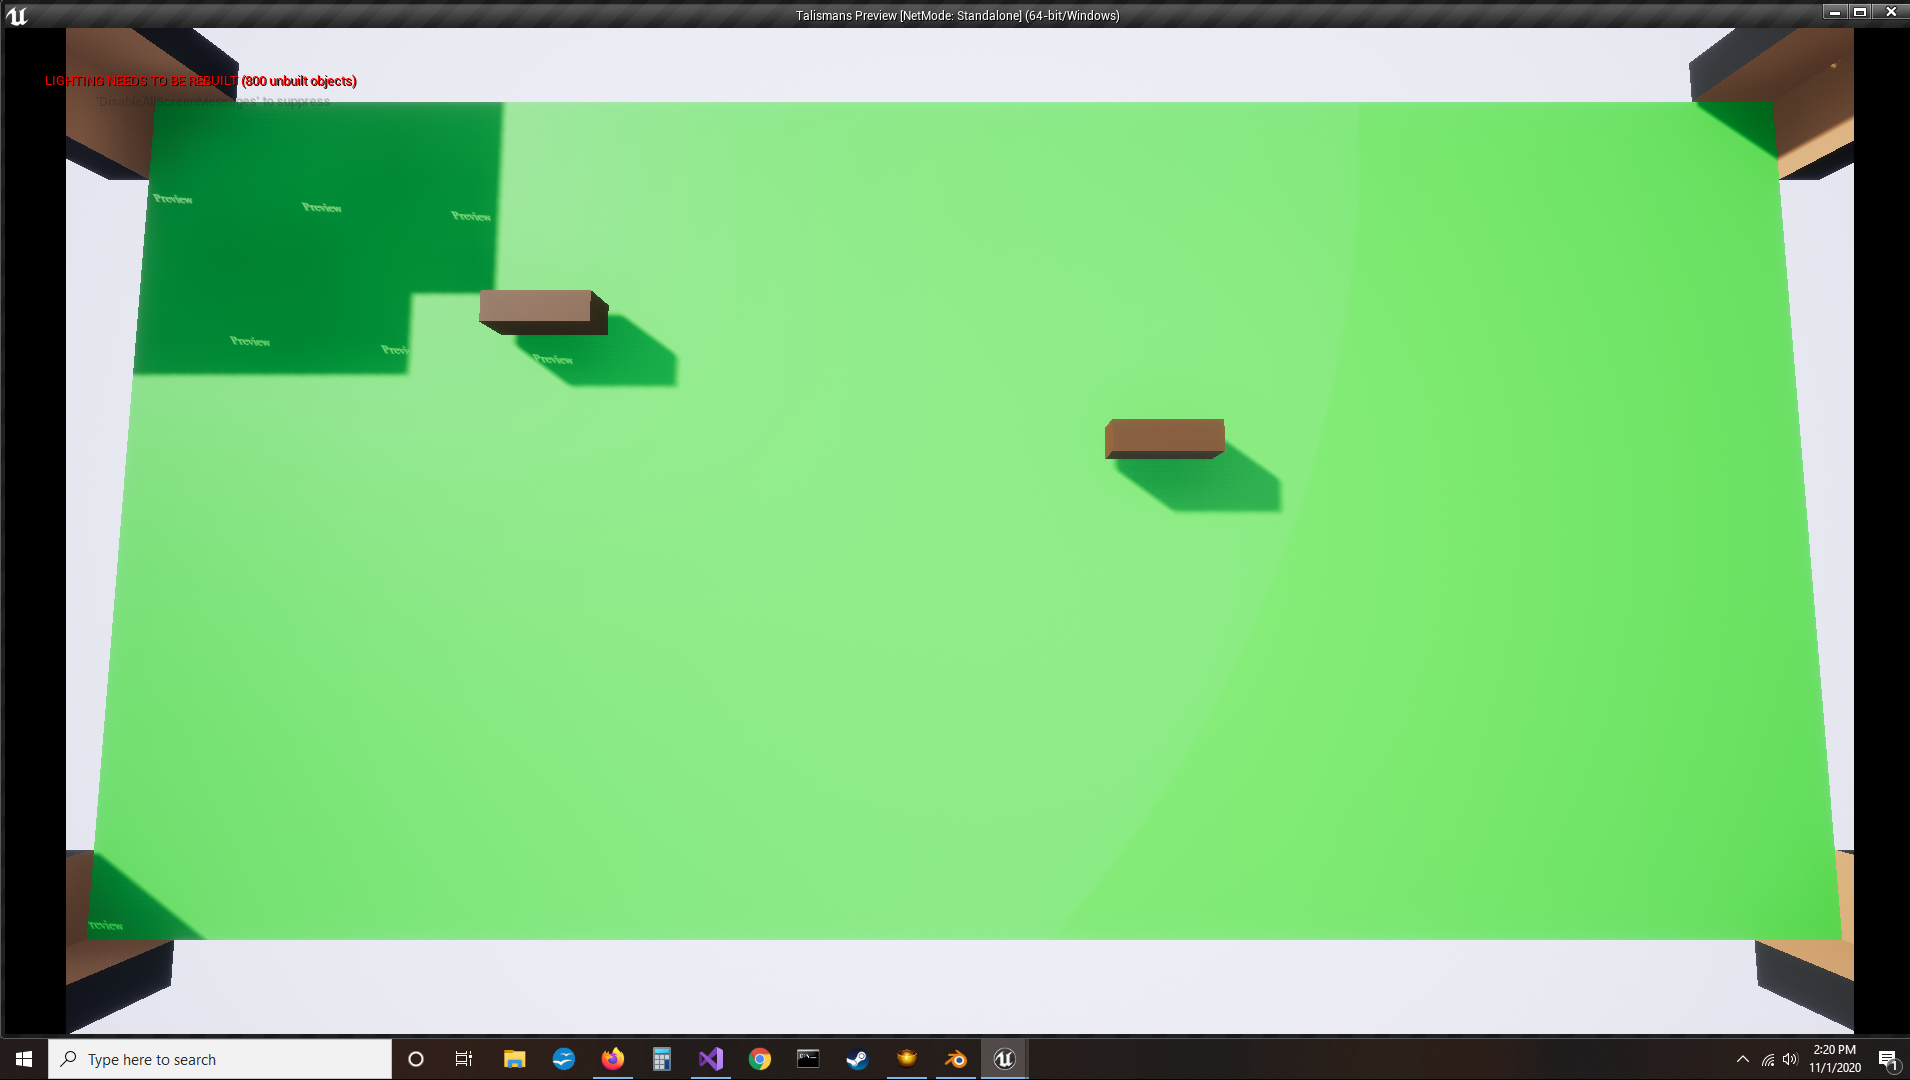 Talismans Preview [NetMode: Standalone] (64-bit/Windows)
LIGHTING NEEDS TO BE REBUILT (800 unbuilt objects)
'DisableAllScreenMessages' to suppress
Preview
Preview
Preview
Preview
Previ
Preview
review
Type here to search
2:20 PM
11/1/2020
1